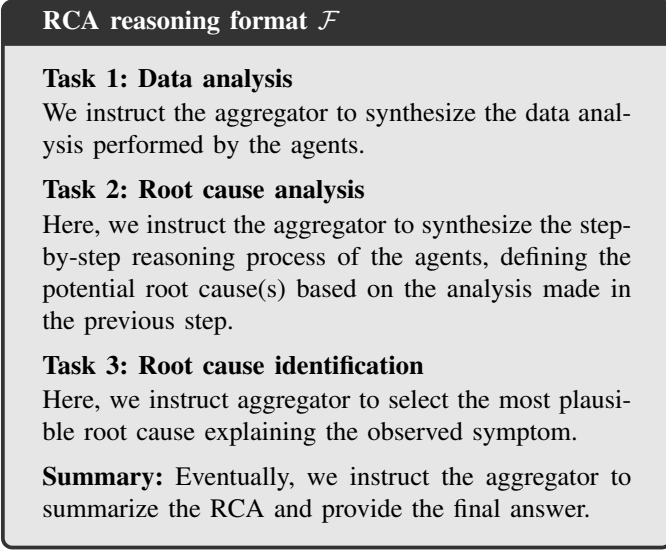 RCA reasoning format ℱ
Task 1: Data analysis
We instruct the aggregator to synthesize the data anal-
ysis performed by the agents.
Task 2: Root cause analysis
Here, we instruct the aggregator to synthesize the step-
by-step reasoning process of the agents, defining the
potential root cause(s) based on the analysis made in
the previous step.
Task 3: Root cause identification
Here, we instruct aggregator to select the most plausi-
ble root cause explaining the observed symptom.
Summary: Eventually, we instruct the aggregator to
summarize the RCA and provide the final answer.